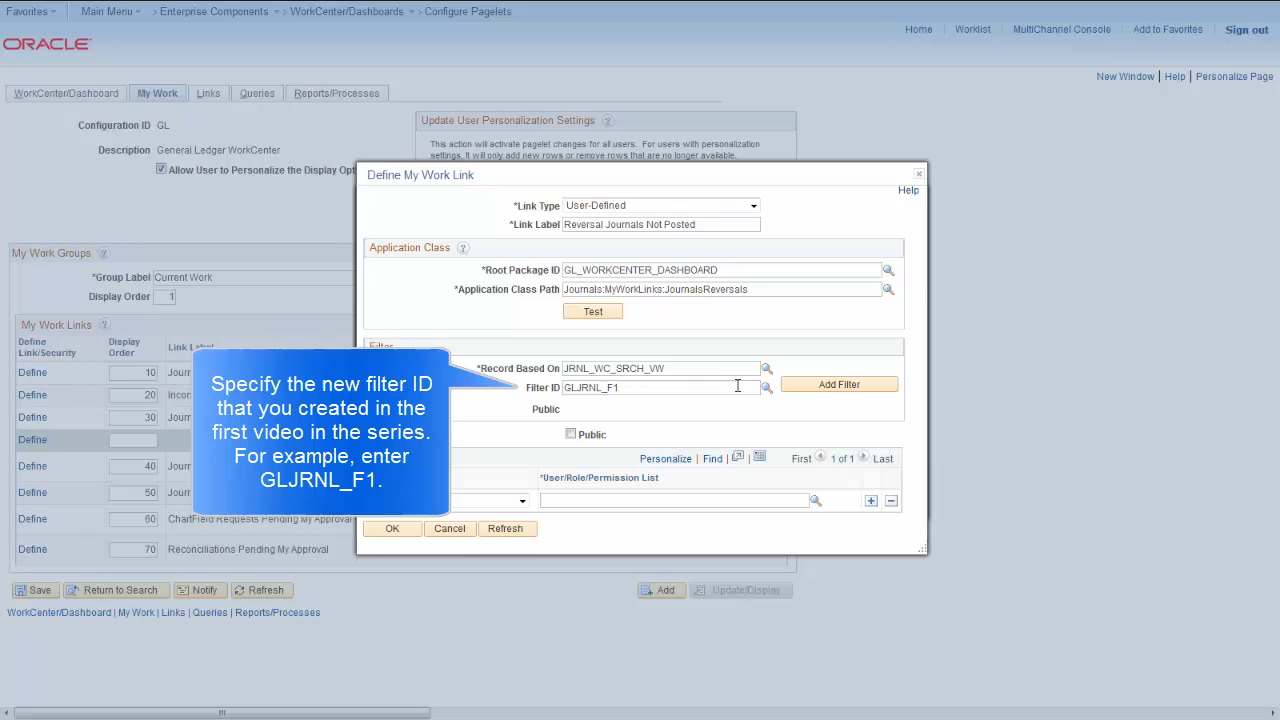 Favorites Main Menu > Enterprise Components > WorkCenter/Dashboards > Configure Pagelets
ORACLE
Home Worklist MultiChannel Console Add to Favorites Sign out
New Window | Help | Personalize Page
WorkCenter/Dashboard My Work Links Queries Reports/Processes
Configuration ID GL
Description General Ledger WorkCenter
Allow User to Personalize the Display Opt
Update User Personalization Settings
This action will activate pagelet changes for all users. For users with personalization
settings, it will only add new rows or remove rows that are no longer available.
My Work Groups
*Group Label Current Work
Display Order 1
My Work Links
Define Link/Security
Display Order
Link Label
Define 10 Jour
Define 20 Incor
Define 30 Jour
Define
Define 40 Jour
Define 50 Jour
Define 60 ChartField Requests Pending My Approval
Define 70 Reconciliations Pending My Approval
Save Return to Search Notify Refresh Add Update/Display
WorkCenter/Dashboard | My Work | Links | Queries | Reports/Processes
Define My Work Link
Help
*Link Type User-Defined
*Link Label Reversal Journals Not Posted
Application Class
*Root Package ID GL_WORKCENTER_DASHBOARD
*Application Class Path Journals:MyWorkLinks:JournalsReversals
Test
Filter
*Record Based On JRNL_WC_SRCH_VW
Filter ID GLJRNL_F1 Add Filter
Public
Public
Personalize | Find | First 1 of 1 Last
*User/Role/Permission List
OK Cancel Refresh
Specify the new filter ID
that you created in the
first video in the series.
For example, enter
GLJRNL_F1.